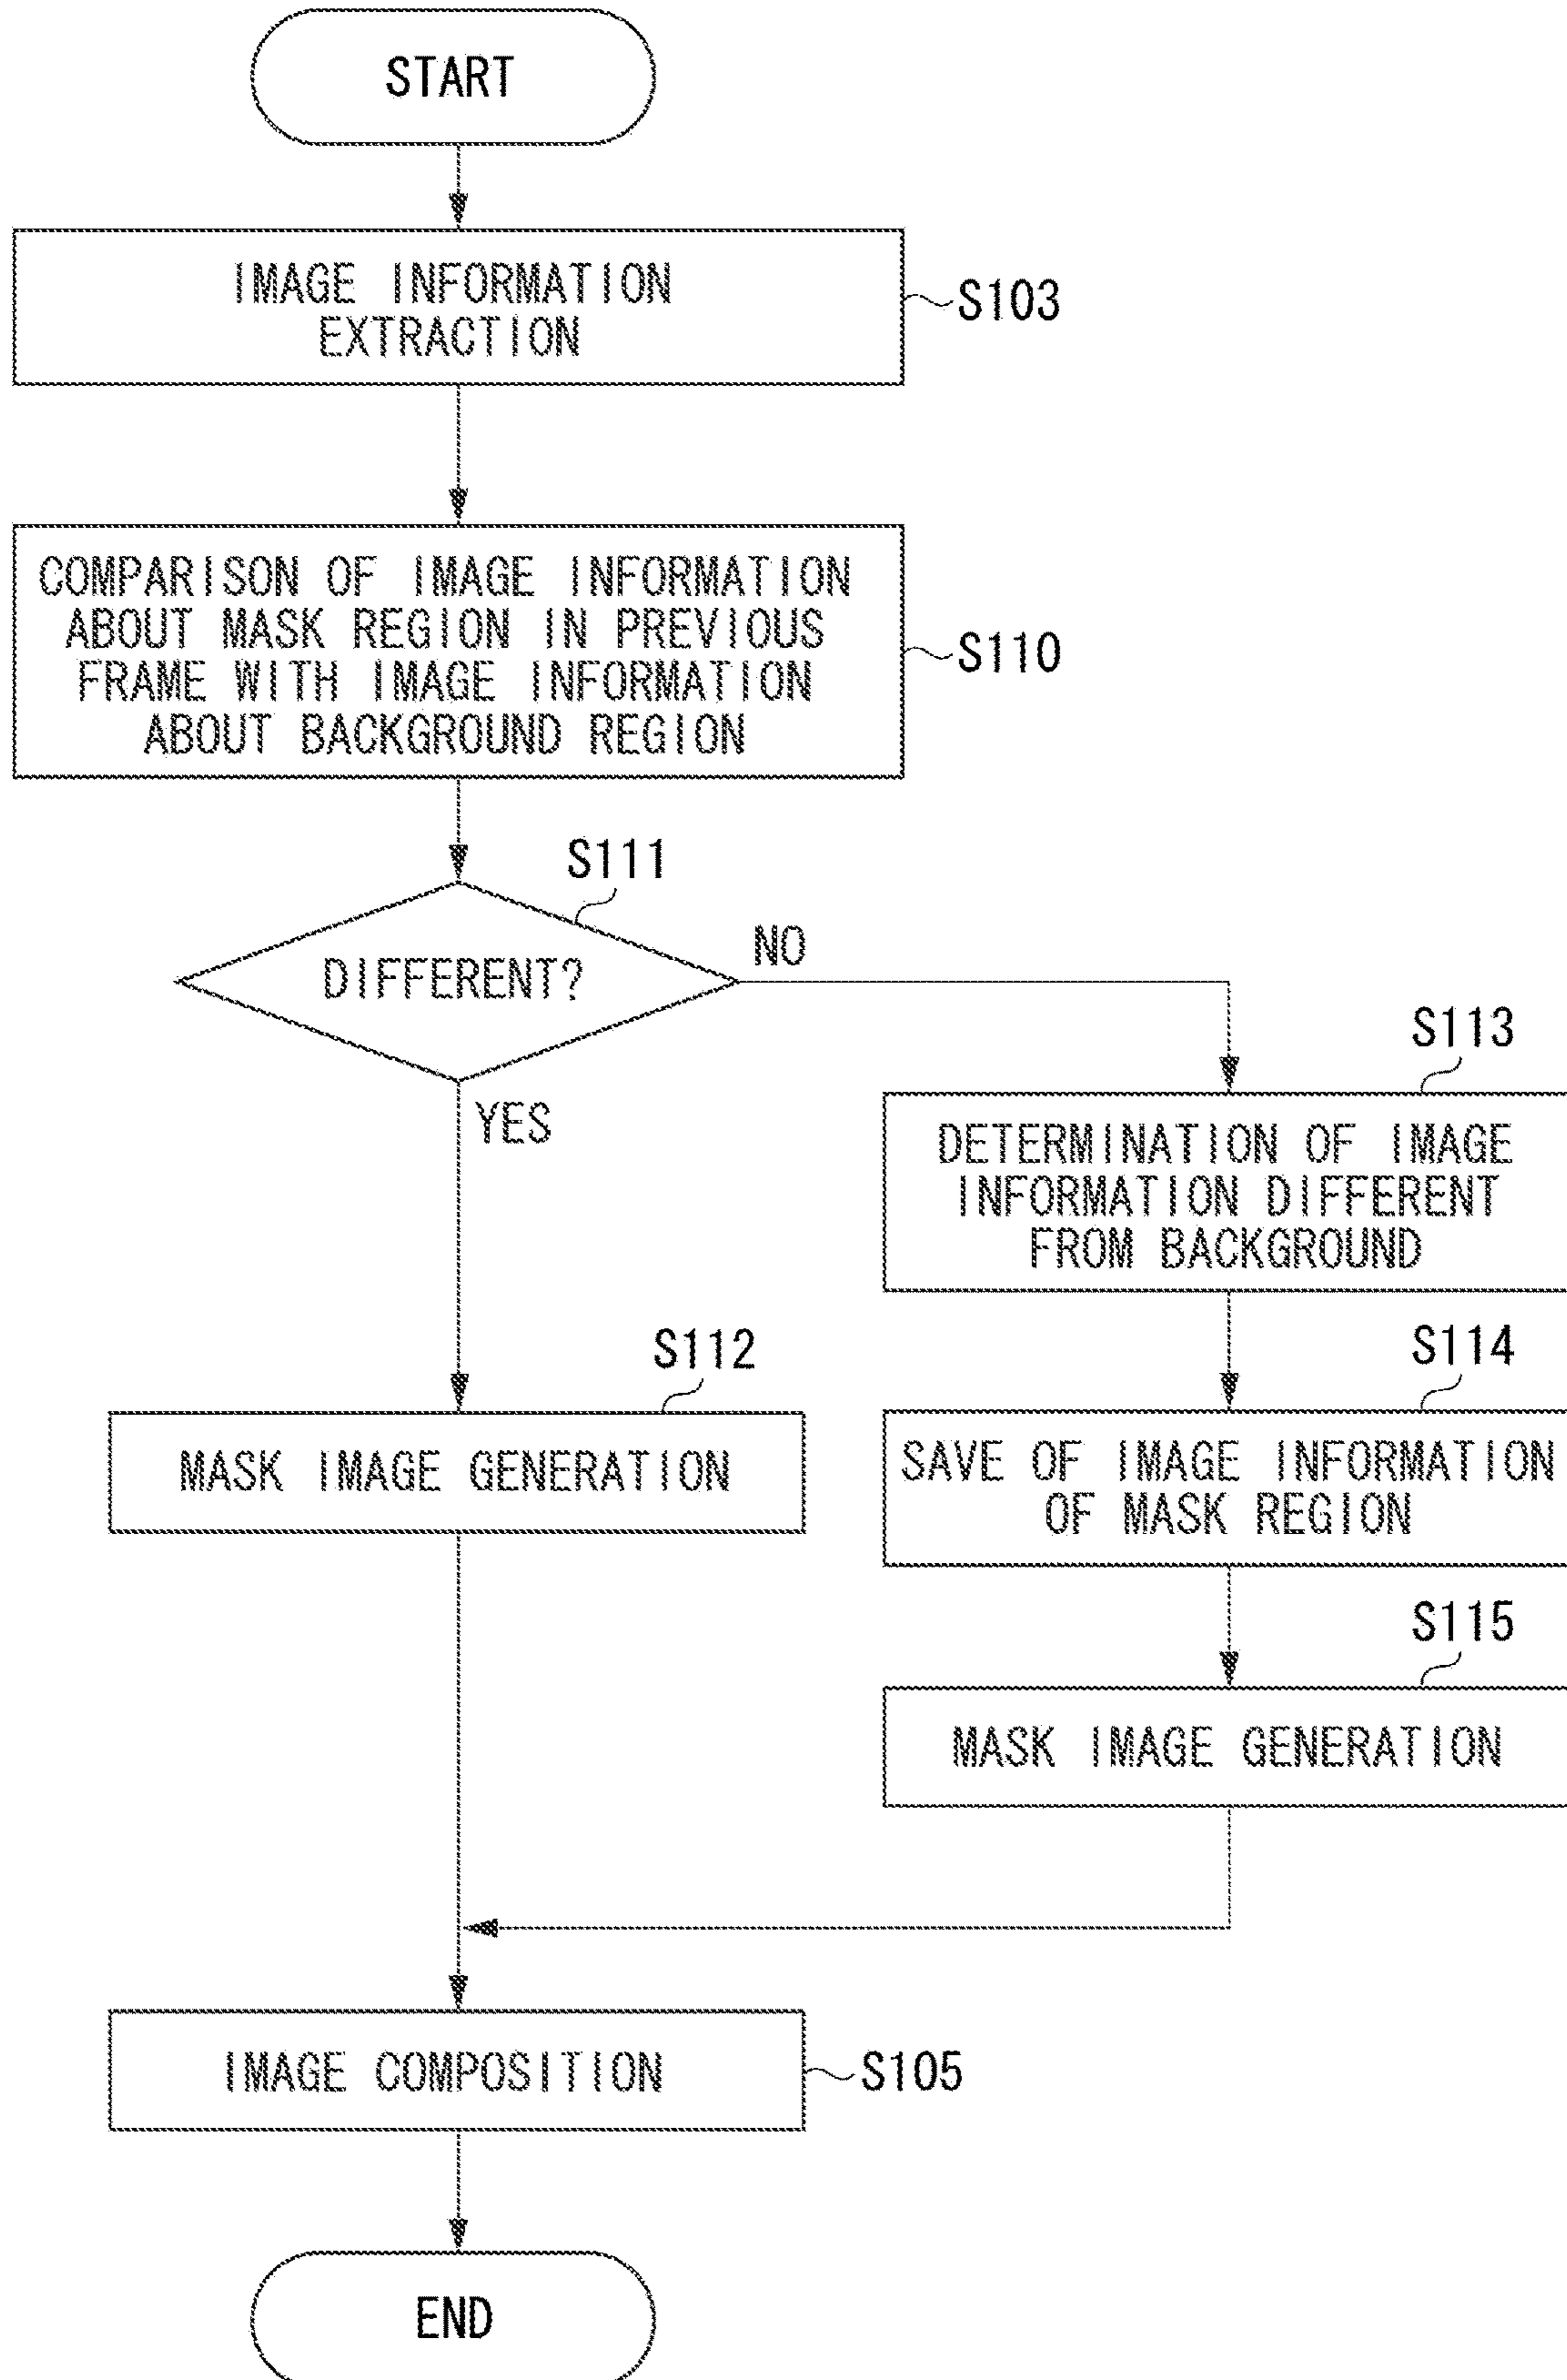 START
IMAGE INFORMATION
EXTRACTION
S103
COMPARISON OF IMAGE INFORMATION
ABOUT MASK REGION IN PREVIOUS
FRAME WITH IMAGE INFORMATION
ABOUT BACKGROUND REGION
S110
S111
DIFFERENT?
NO
YES
S113
DETERMINATION OF IMAGE
INFORMATION DIFFERENT
FROM BACKGROUND
S112
MASK IMAGE GENERATION
S114
SAVE OF IMAGE INFORMATION
OF MASK REGION
S115
MASK IMAGE GENERATION
IMAGE COMPOSITION
S105
END